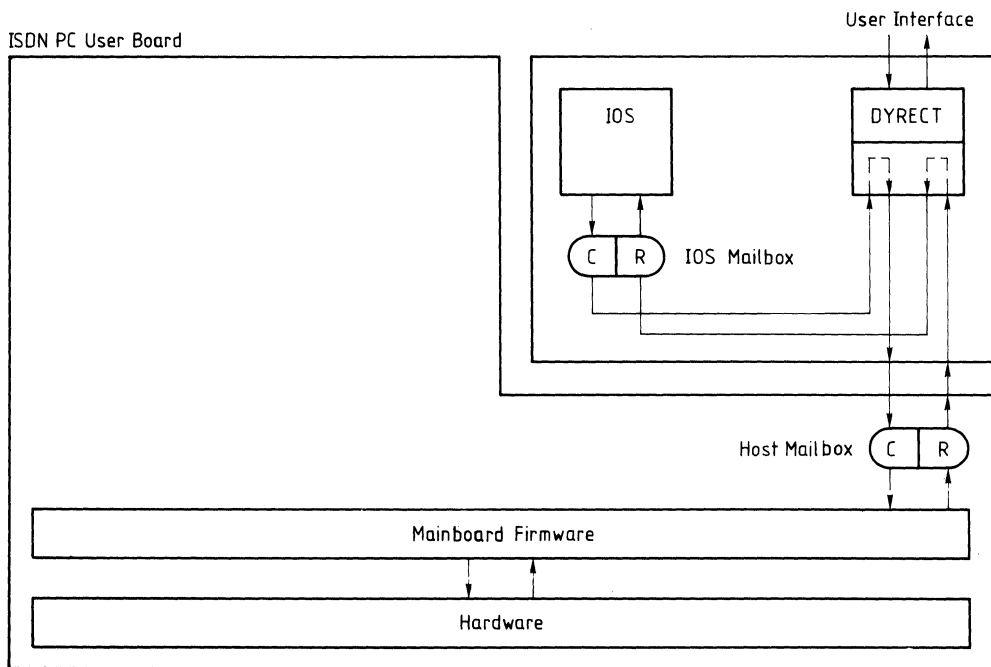 User Interface
ISDN PC User Board
IOS
DYRECT
C R IOS Mailbox
Host Mailbox C R
Mainboard Firmware
Hardware